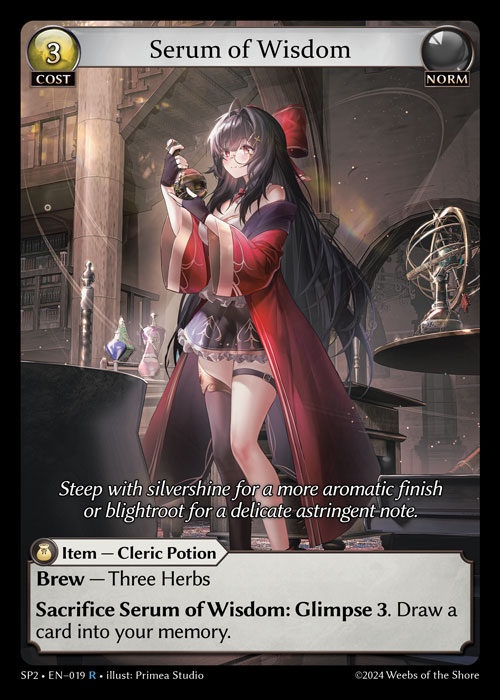 3
COST
Serum of Wisdom
NORM
Steep with silvershine for a more aromatic finish
or blightroot for a delicate astringent note.
Item — Cleric Potion
Brew — Three Herbs
Sacrifice Serum of Wisdom: Glimpse 3. Draw a
card into your memory.
SP2 • EN–019 R • illust: Primea Studio
©2024 Weebs of the Shore